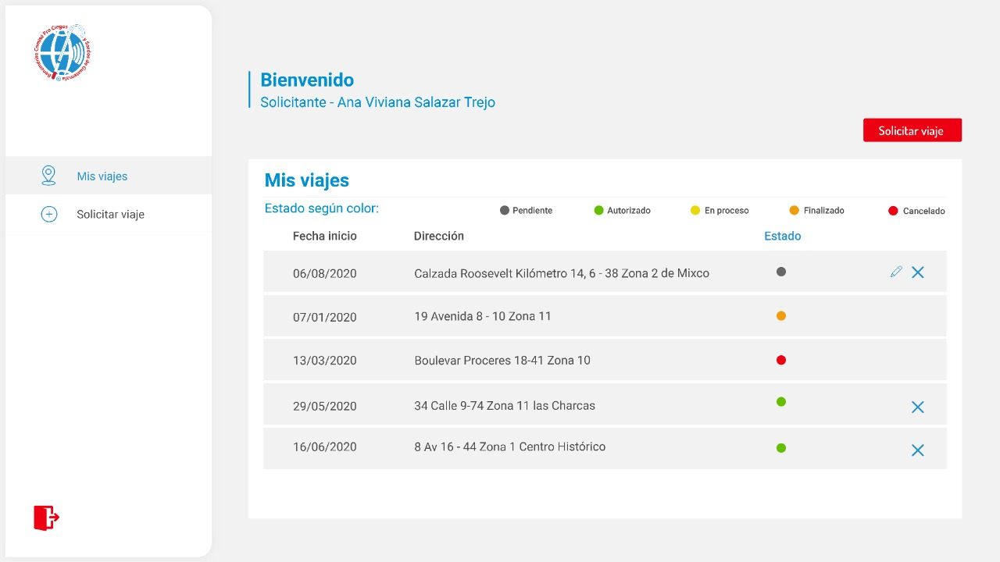 Benemérito Comité Pro Ciegos y Sordos de Guatemala
Bienvenido
Solicitante - Ana Viviana Salazar Trejo
Solicitar viaje
Mis viajes
Solicitar viaje
Mis viajes
Estado según color:
Pendiente
Autorizado
En proceso
Finalizado
Cancelado
Fecha inicio Dirección Estado
06/08/2020 Calzada Roosevelt Kilómetro 14, 6 - 38 Zona 2 de Mixco
07/01/2020 19 Avenida 8 - 10 Zona 11
13/03/2020 Boulevar Proceres 18-41 Zona 10
29/05/2020 34 Calle 9-74 Zona 11 las Charcas
16/06/2020 8 Av 16 - 44 Zona 1 Centro Histórico